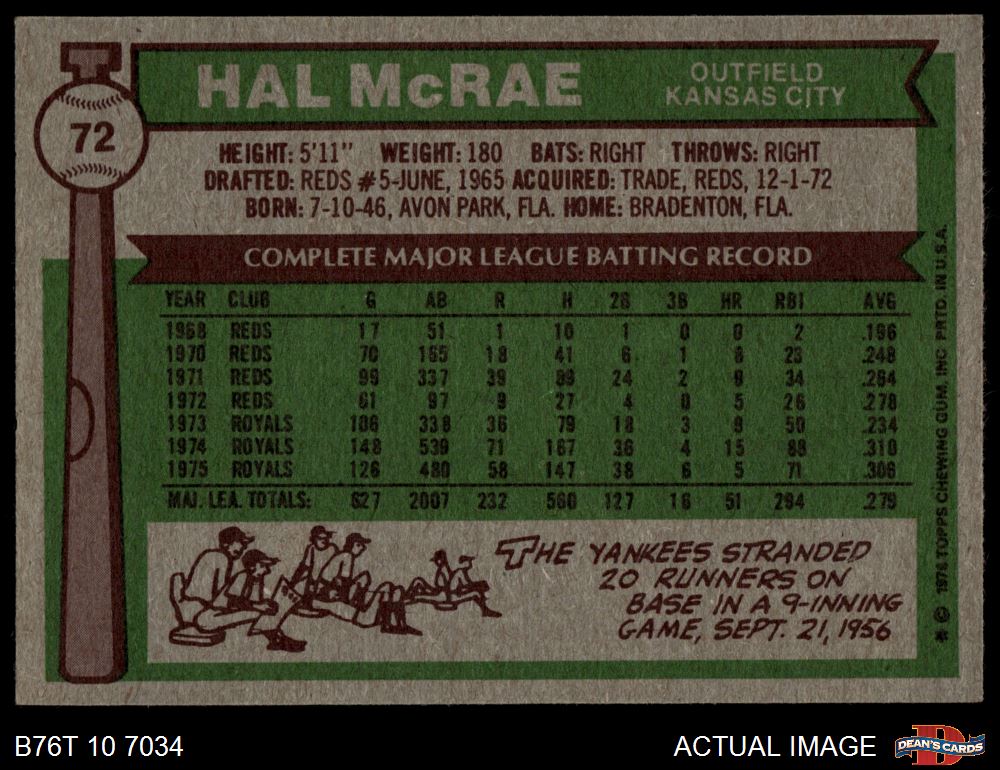 HAL McRAE
OUTFIELD
KANSAS CITY
72
HEIGHT: 5'11" WEIGHT: 180 BATS: RIGHT THROWS: RIGHT
DRAFTED: REDS #5-JUNE, 1965 ACQUIRED: TRADE, REDS, 12-1-72
BORN: 7-10-46, AVON PARK, FLA. HOME: BRADENTON, FLA.
COMPLETE MAJOR LEAGUE BATTING RECORD
YEAR CLUB G AB R H 2B 3B HR RBI AVG
1968 REDS 17 51 1 10 1 0 0 2 .196
1970 REDS 70 165 18 41 6 1 8 23 .248
1971 REDS 99 337 39 89 24 2 9 34 .264
1972 REDS 61 97 9 27 4 0 5 26 .278
1973 ROYALS 106 338 36 79 18 3 9 50 .234
1974 ROYALS 148 539 71 167 36 4 15 88 .310
1975 ROYALS 126 480 58 147 38 6 5 71 .306
MAJ. LEA. TOTALS: 627 2007 232 560 127 16 51 294 .279
THE YANKEES STRANDED
20 RUNNERS ON
BASE IN A 9-INNING
GAME, SEPT. 21, 1956
* © 1976 TOPPS CHEWING GUM, INC PRTD. IN U.S.A.
B76T 10 7034
ACTUAL IMAGE
D
DEAN'S CARDS